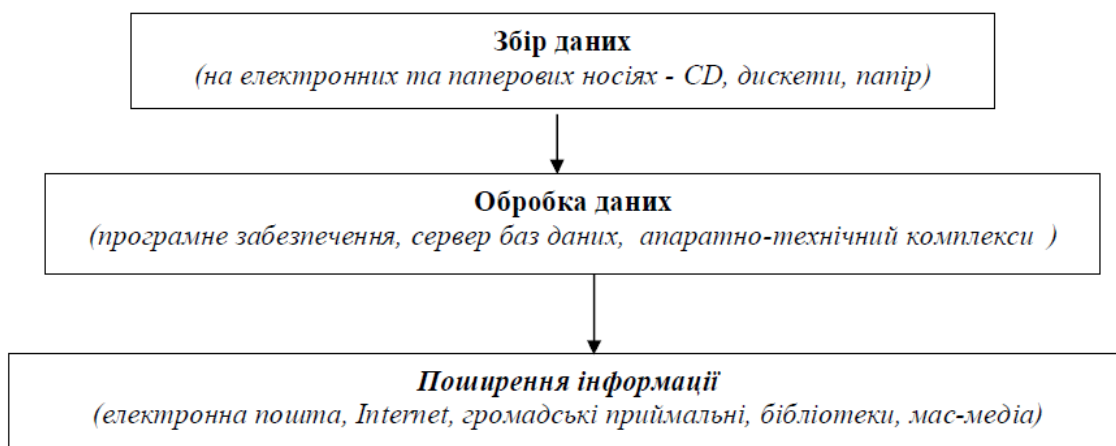 Збір даних
(на електронних та паперових носіях - CD, дискети, папір)
Обробка даних
(програмне забезпечення, сервер баз даних, апаратно-технічний комплекси )
Поширення інформації
(електронна пошта, Internet, громадські приймальні, бібліотеки, мас-медіа)